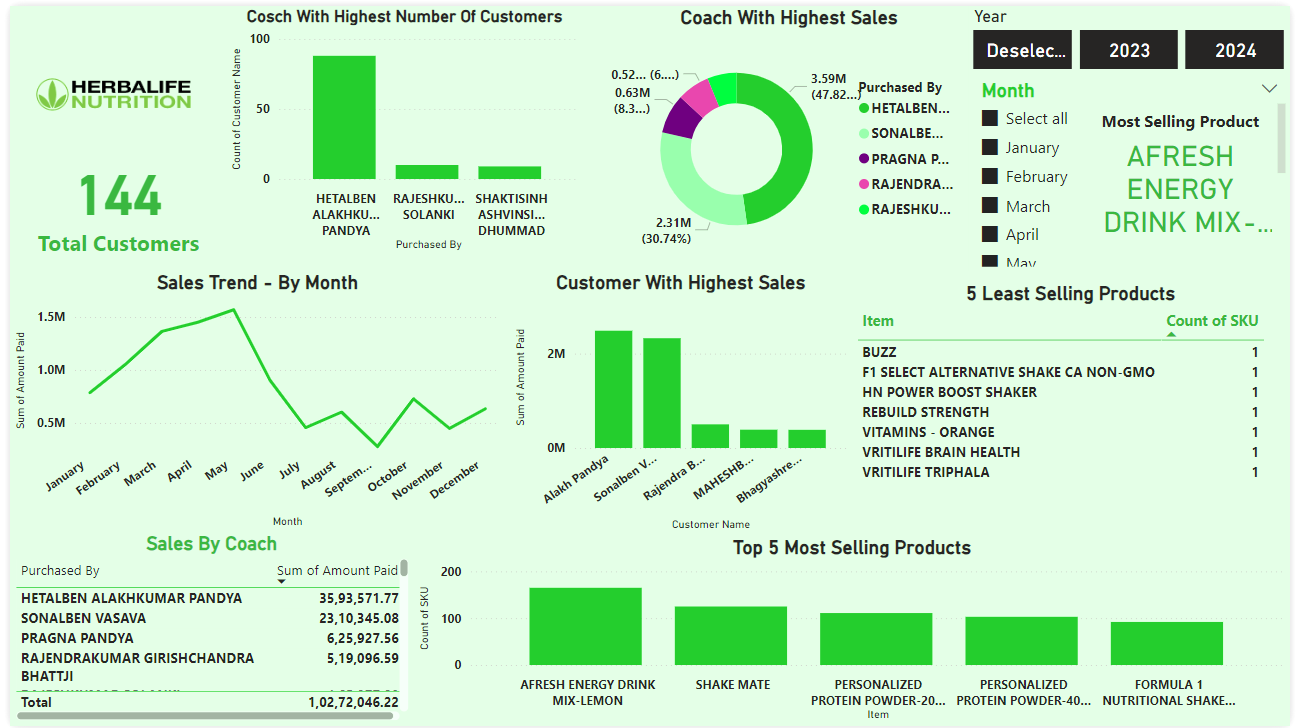 HERBALIFE
NUTRITION
144
Total Customers
Cosch With Highest Number Of Customers
Count of Customer Name
100
50
0
HETALBEN
ALAKHKU...
PANDYA
RAJESHKU...
SOLANKI
SHAKTISINH
ASHVINSI...
DHUMMAD
Purchased By
Coach With Highest Sales
0.52... (6....)
0.63M
(8.3...)
3.59M
(47.82...)
2.31M
(30.74%)
Purchased By
HETALBEN...
SONALBE...
PRAGNA P...
RAJENDRA...
RAJESHKU...
Year
Deselec...
2023
2024
Month
Select all
January
February
March
April
May
Most Selling Product
AFRESH
ENERGY
DRINK MIX-...
Sales Trend - By Month
Sum of Amount Paid
1.5M
1.0M
0.5M
January
February
March
April
May
June
July
August
Septem...
October
November
December
Month
Customer With Highest Sales
Sum of Amount Paid
2M
0M
Alakh Pandya
Sonalben V...
Rajendra B...
MAHESHB...
Bhagyashre...
Customer Name
5 Least Selling Products
Item Count of SKU
BUZZ 1
F1 SELECT ALTERNATIVE SHAKE CA NON-GMO 1
HN POWER BOOST SHAKER 1
REBUILD STRENGTH 1
VITAMINS - ORANGE 1
VRITILIFE BRAIN HEALTH 1
VRITILIFE TRIPHALA 1
Sales By Coach
Purchased By Sum of Amount Paid
HETALBEN ALAKHKUMAR PANDYA 35,93,571.77
SONALBEN VASAVA 23,10,345.08
PRAGNA PANDYA 6,25,927.56
RAJENDRAKUMAR GIRISHCHANDRA 5,19,096.59
BHATTJI
Total 1,02,72,046.22
Top 5 Most Selling Products
Count of SKU
200
100
0
AFRESH ENERGY DRINK
MIX-LEMON
SHAKE MATE
PERSONALIZED
PROTEIN POWDER-20...
PERSONALIZED
PROTEIN POWDER-40...
FORMULA 1
NUTRITIONAL SHAKE...
Item